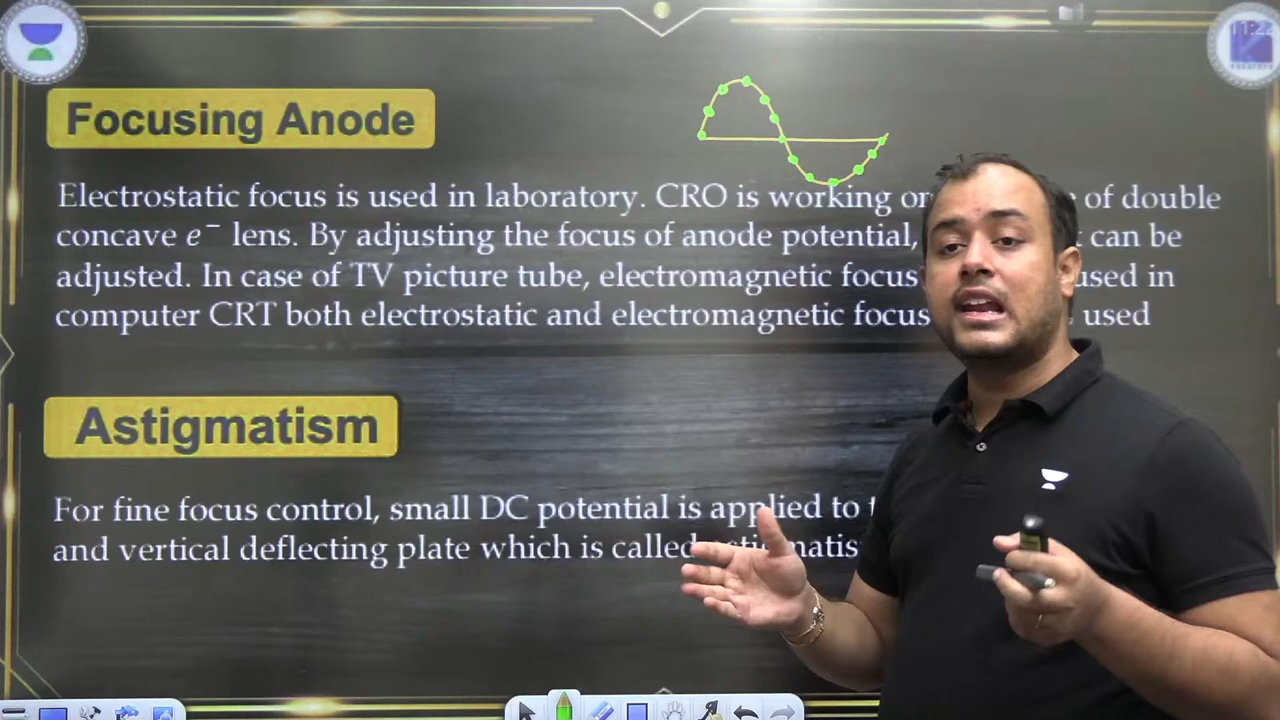 11:22
Focusing Anode
Electrostatic focus is used in laboratory. CRO is working on of double
concave e⁻ lens. By adjusting the focus of anode potential, can be
adjusted. In case of TV picture tube, electromagnetic focus used in
computer CRT both electrostatic and electromagnetic focus used
Astigmatism
For fine focus control, small DC potential is applied to
and vertical deflecting plate which is called